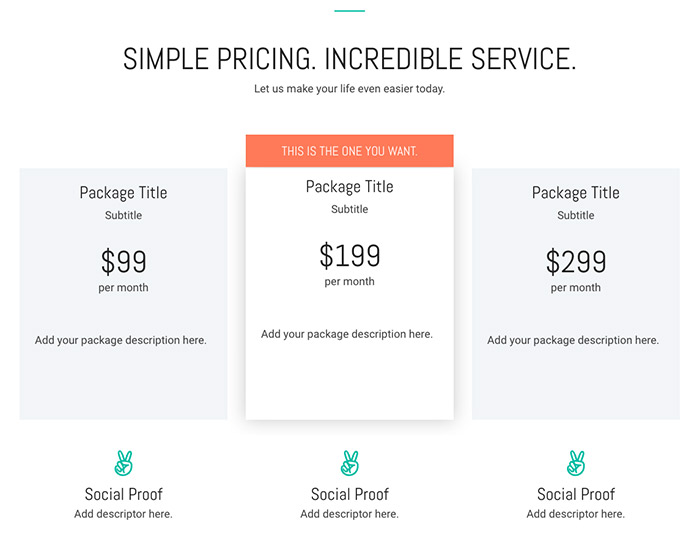 SIMPLE PRICING. INCREDIBLE SERVICE.
Let us make your life even easier today.
THIS IS THE ONE YOU WANT.
Package Title
Subtitle
$99
per month
Add your package description here.
Package Title
Subtitle
$199
per month
Add your package description here.
Package Title
Subtitle
$299
per month
Add your package description here.
Social Proof
Add descriptor here.
Social Proof
Add descriptor here.
Social Proof
Add descriptor here.